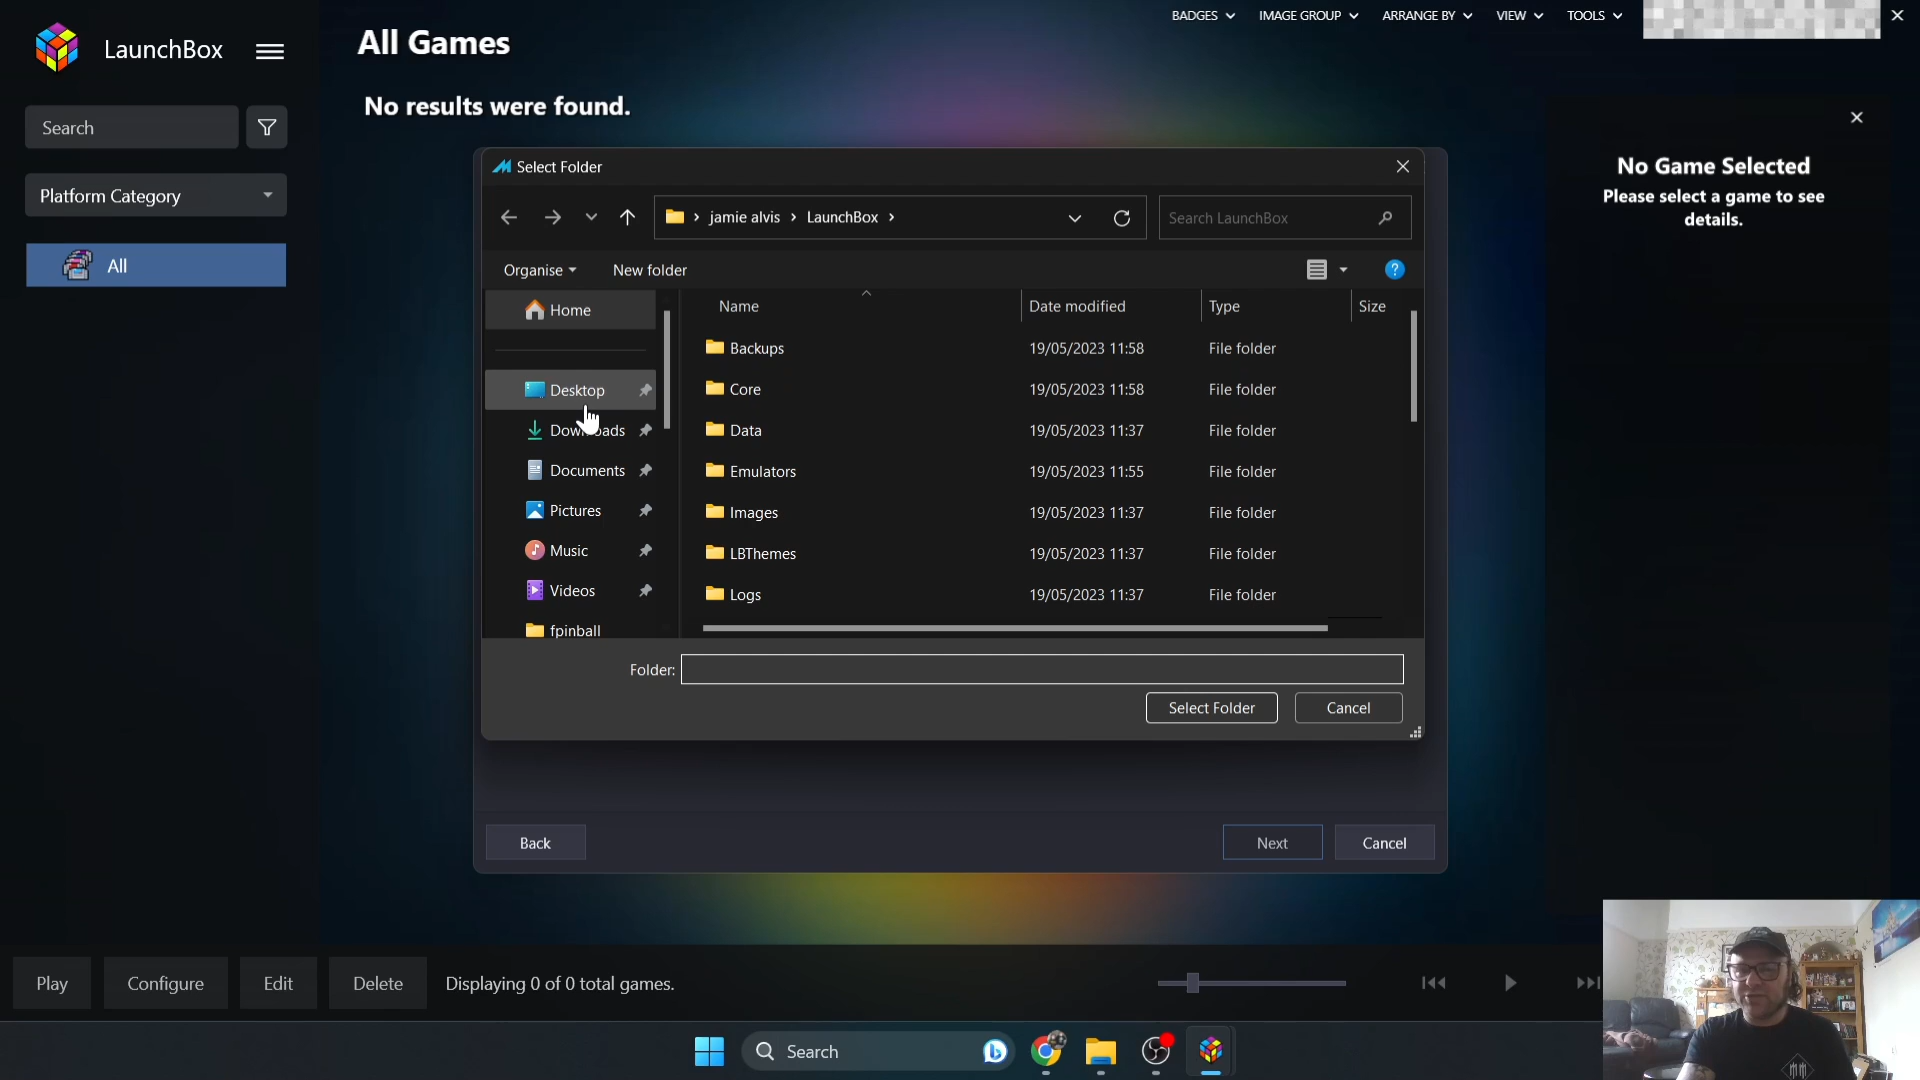 LaunchBox
All Games
BADGES
IMAGE GROUP
ARRANGE BY
VIEW
TOOLS
No results were found.
Search
Platform Category
All
No Game Selected
Please select a game to see
details.
Select Folder
jamie alvis
LaunchBox
Search LaunchBox
Organise
New folder
Name
Date modified
Type
Size
Home
Desktop
Downloads
Documents
Pictures
Music
Videos
fpinball
Backups 19/05/2023 11:58 File folder
Core 19/05/2023 11:58 File folder
Data 19/05/2023 11:37 File folder
Emulators 19/05/2023 11:55 File folder
Images 19/05/2023 11:37 File folder
LBThemes 19/05/2023 11:37 File folder
Logs 19/05/2023 11:37 File folder
Folder:
Select Folder
Cancel
Back
Next
Cancel
Play
Configure
Edit
Delete
Displaying 0 of 0 total games.
Search